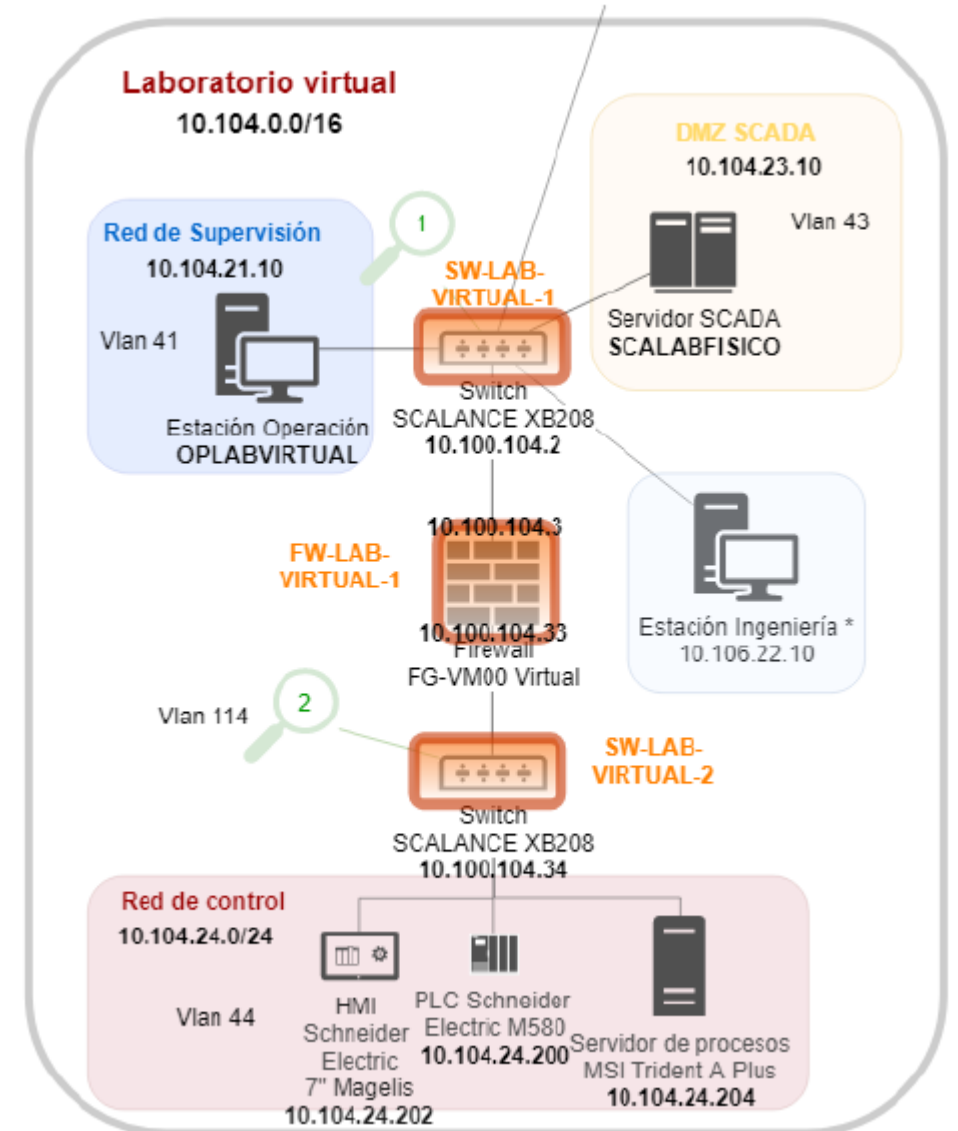 Laboratorio virtual
10.104.0.0/16
DMZ SCADA
10.104.23.10
Vlan 43
Servidor SCADA
SCALABFISICO
Red de Supervisión
10.104.21.10
Vlan 41
Estación Operación
OPLABVIRTUAL
1
SW-LAB-
VIRTUAL-1
Switch
SCALANCE XB208
10.100.104.2
10.100.104.3
FW-LAB-
VIRTUAL-1
10.100.104.33
Firewall
FG-VM00 Virtual
Estación Ingeniería *
10.106.22.10
Vlan 114
2
SW-LAB-
VIRTUAL-2
Switch
SCALANCE XB208
10.100.104.34
Red de control
10.104.24.0/24
Vlan 44
HMI
Schneider
Electric
7" Magelis
10.104.24.202
PLC Schneider
Electric M580
10.104.24.200
Servidor de procesos
MSI Trident A Plus
10.104.24.204